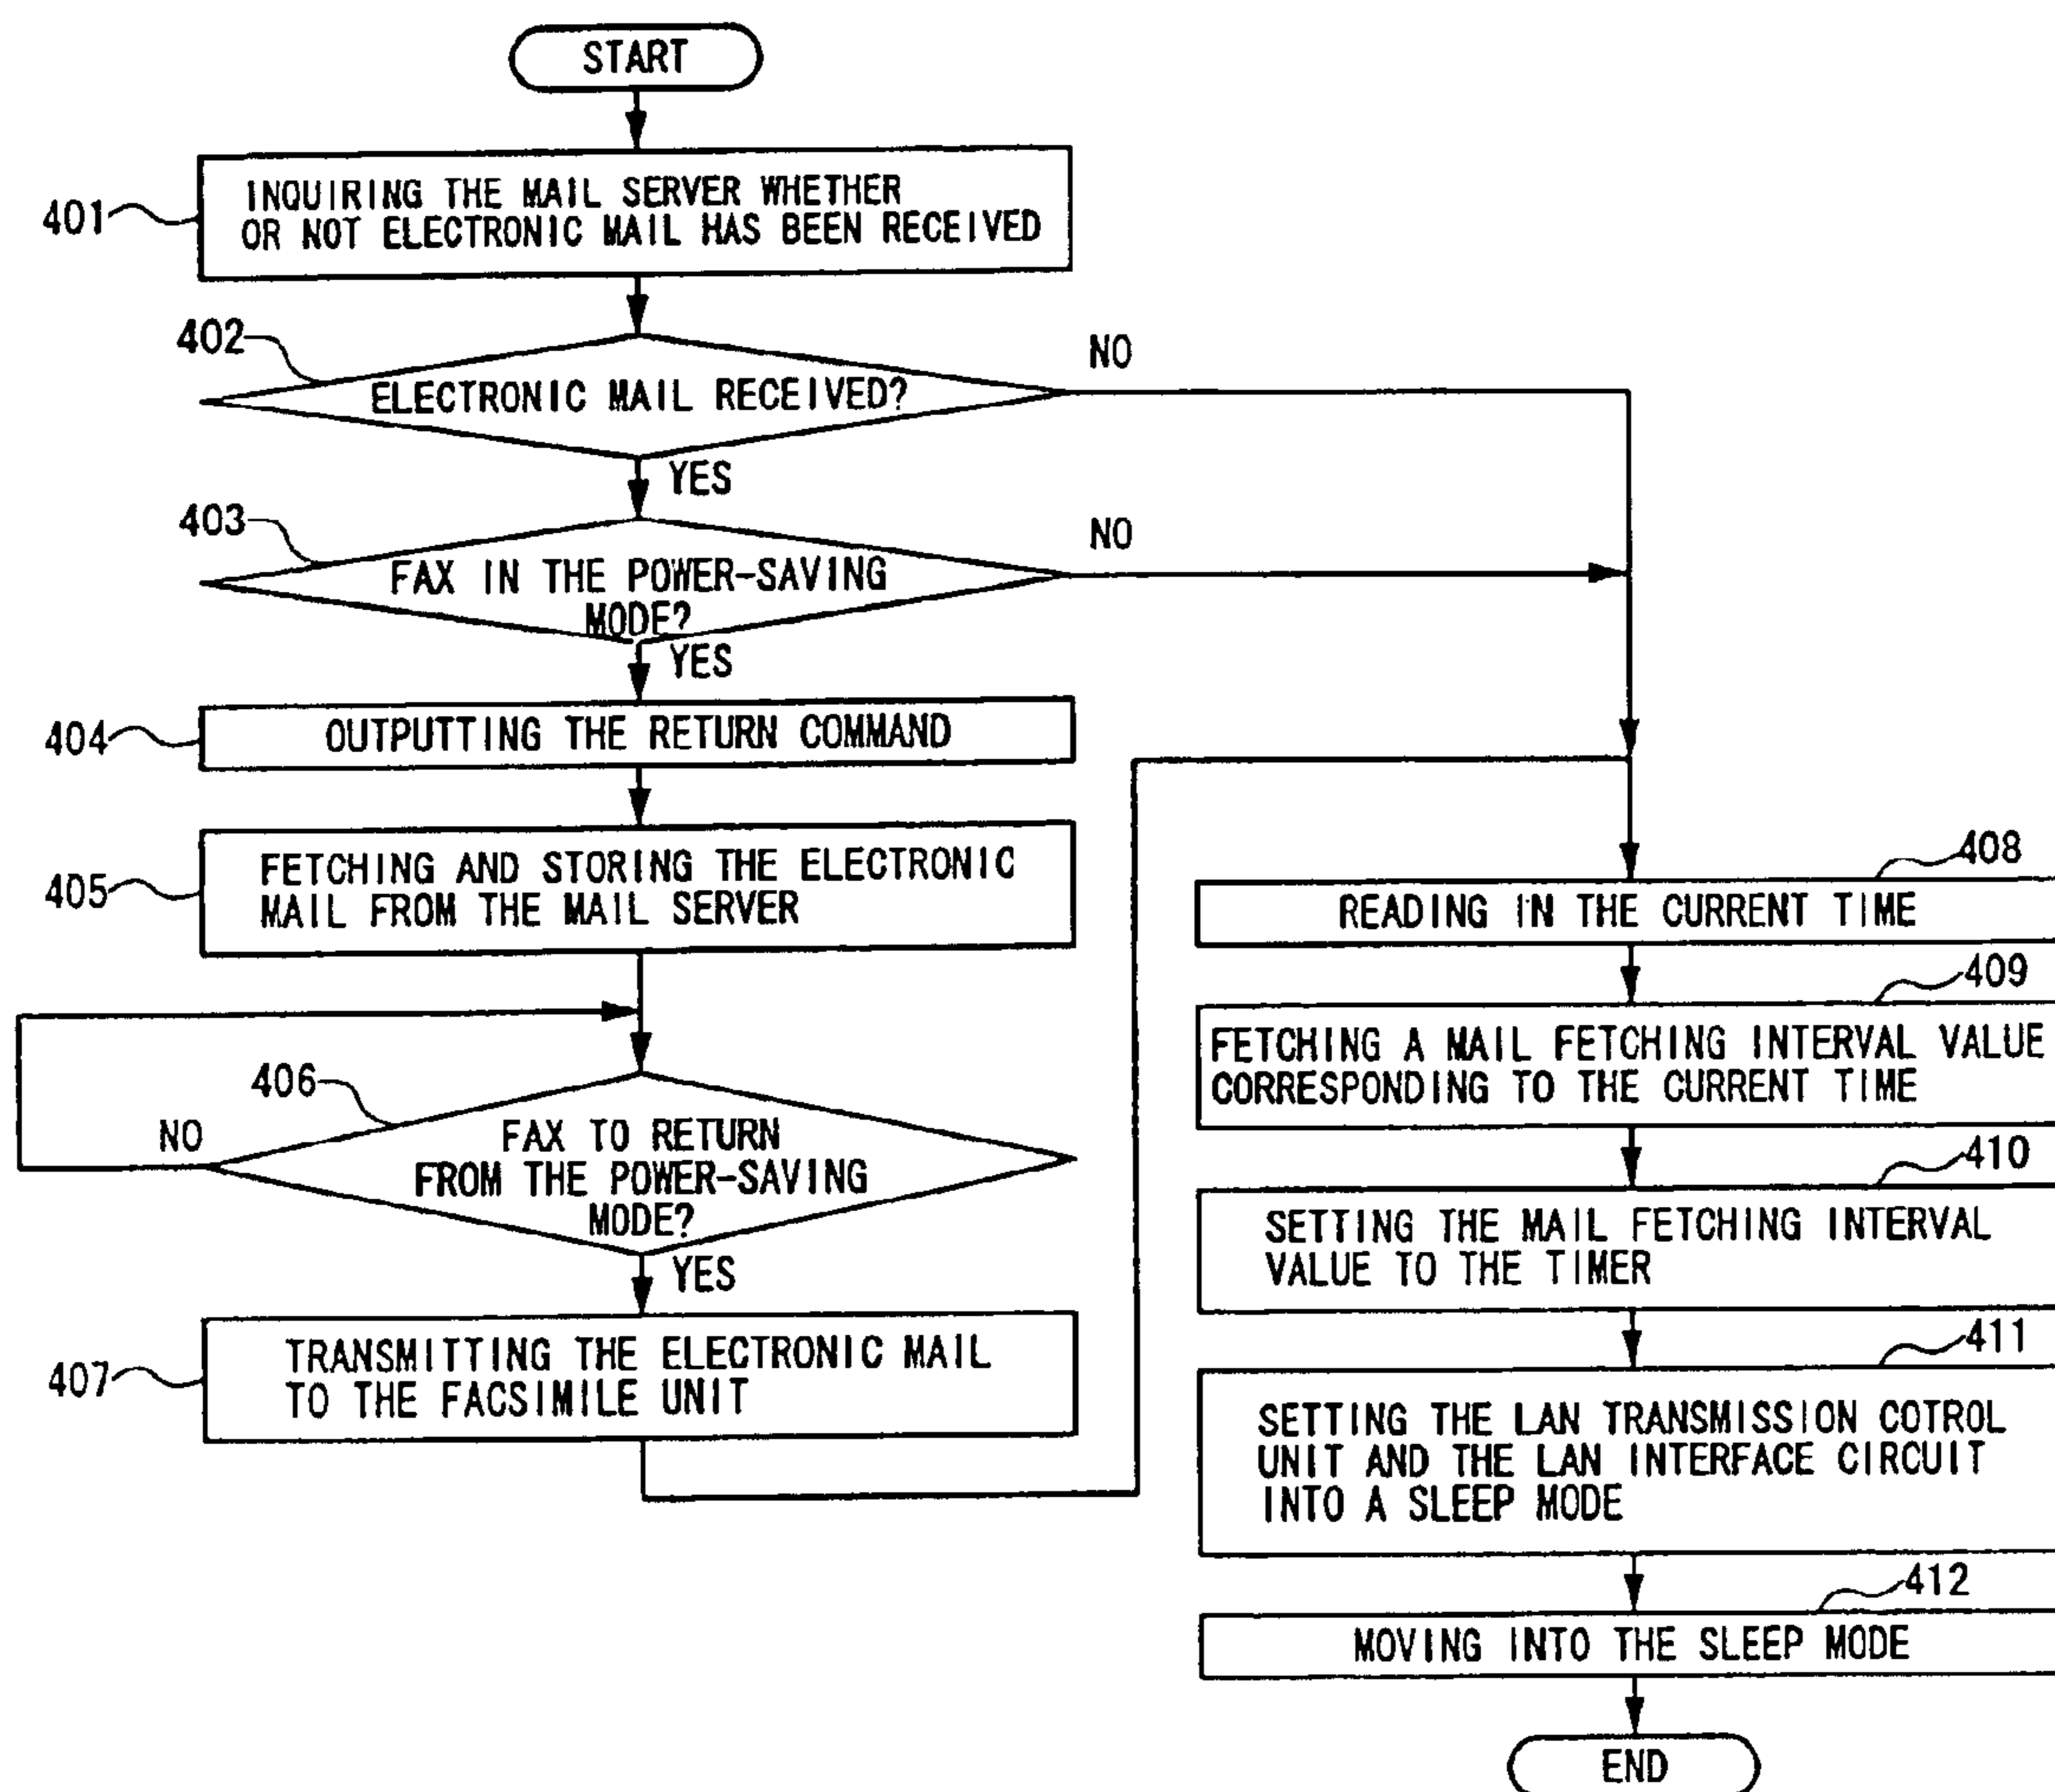 START
401
INQUIRING THE MAIL SERVER WHETHER
OR NOT ELECTRONIC MAIL HAS BEEN RECEIVED
402
ELECTRONIC MAIL RECEIVED?
NO
YES
403
FAX IN THE POWER-SAVING
MODE?
NO
YES
404
OUTPUTTING THE RETURN COMMAND
405
FETCHING AND STORING THE ELECTRONIC
MAIL FROM THE MAIL SERVER
406
NO
FAX TO RETURN
FROM THE POWER-SAVING
MODE?
YES
407
TRANSMITTING THE ELECTRONIC MAIL
TO THE FACSIMILE UNIT
408
READING IN THE CURRENT TIME
409
FETCHING A MAIL FETCHING INTERVAL VALUE
CORRESPONDING TO THE CURRENT TIME
410
SETTING THE MAIL FETCHING INTERVAL
VALUE TO THE TIMER
411
SETTING THE LAN TRANSMISSION COTROL
UNIT AND THE LAN INTERFACE CIRCUIT
INTO A SLEEP MODE
412
MOVING INTO THE SLEEP MODE
END